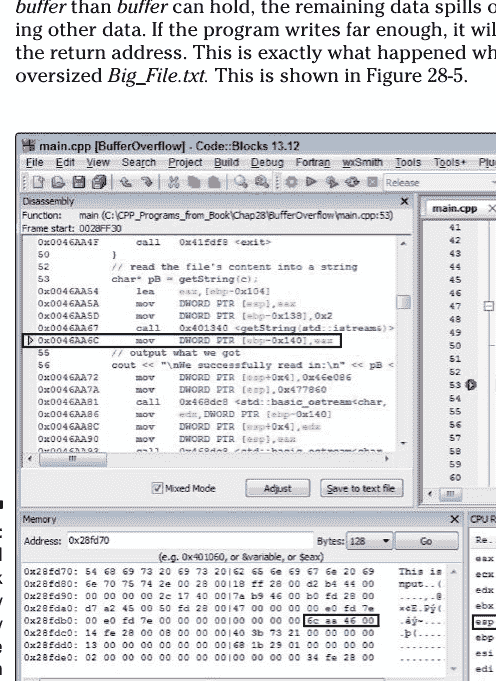 buffer than buffer can hold, the remaining data spills o
ing other data. If the program writes far enough, it wil
the return address. This is exactly what happened wh
oversized Big_File.txt. This is shown in Figure 28-5.
main.cpp [BufferOverflow] - Code::Blocks 13.12
File Edit View Search Project Build Debug Fortran wxSmith Tools Tools+ Plu
Release
Disassembly
Function: main (C:\CPP_Programs_from_Book\Chap28\BufferOverflow\main.cpp:53)
Frame start: 0028FF30
0x0046AA4F call 0x41fdf8 <exit>
50 }
52 // read the file's content into a string
53 char* pB = getString(c);
0x0046AA54 lea eax,[ebp-0x104]
0x0046AA5A mov DWORD PTR [esp],eax
0x0046AA5D mov DWORD PTR [ebp-0x138],0x2
0x0046AA67 call 0x401340 <getString(std::istream&)>
0x0046AA6C mov DWORD PTR [ebp-0x140],eax
55 // output what we got
56 cout << "\nWe successfully read in:\n" << pB <
0x0046AA72 mov DWORD PTR [esp+0x4],0x46e086
0x0046AA7A mov DWORD PTR [esp],0x477860
0x0046AA81 call 0x468dc8 <std::basic_ostream<char,
0x0046AA86 mov edx,DWORD PTR [ebp-0x140]
0x0046AA8C mov DWORD PTR [esp+0x4],edx
0x0046AA90 mov DWORD PTR [esp],eax
Mixed Mode Adjust Save to text file
main.cpp
41
42
43
44
45
46
47
48
49
50
51
52
53
54
55
56
57
58
59
60
Memory
Address: 0x28fd70 Bytes: 128 Go
(e.g. 0x401060, or &variable, or $eax)
0x28fd70: 54 68 69 73 20 69 73 20|62 65 6e 69 67 6e 20 69 This is
0x28fd80: 6e 70 75 74 2e 00 28 00|18 ff 28 00 d2 b4 44 00 nput..(
0x28fd90: 00 00 00 00 2c 17 40 00|7a b9 46 00 b0 fd 28 00
0x28fda0: d7 a2 45 00 50 fd 28 00|47 00 00 00 00 e0 fd 7e
0x28fdb0: 00 e0 fd 7e 00 00 00 00|00 00 00 00 6c aa 46 00
0x28fdc0: 14 fe 28 00 08 00 00 00|40 3b 73 21 00 00 00 00
0x28fdd0: 13 00 00 00 00 00 00 00|68 1b 29 01 00 00 00 00
0x28fde0: 02 00 00 00 00 00 00 00|00 00 00 00 34 fe 28 00
CPU R
Re.
eax
ecx
edx
ebx
esp
ebp
esi
edi